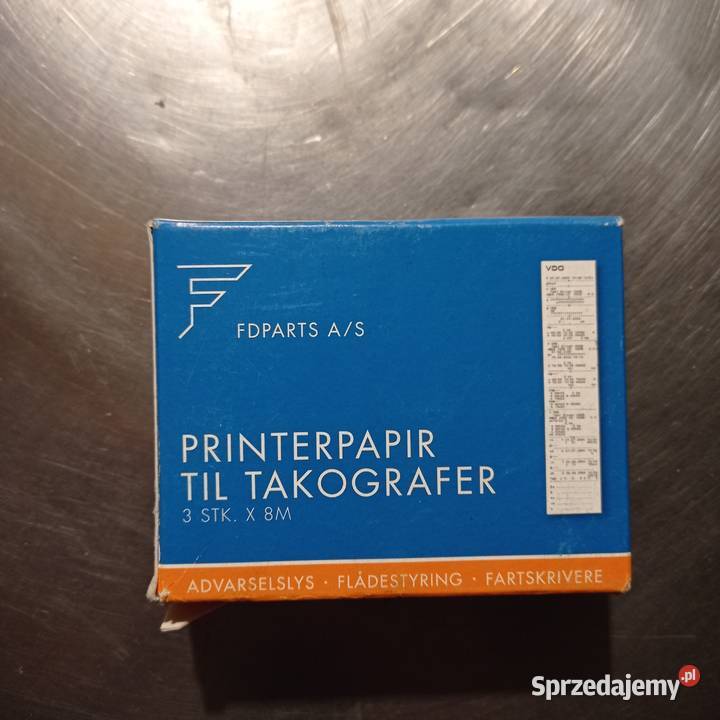 VDO
FDPARTS A/S
PRINTERPAPIR
TIL TAKOGRAFER
3 STK. X 8M
ADVARSELSLYS · FLÅDESTYRING · FARTSKRIVERE
Sprzedajemy.pl